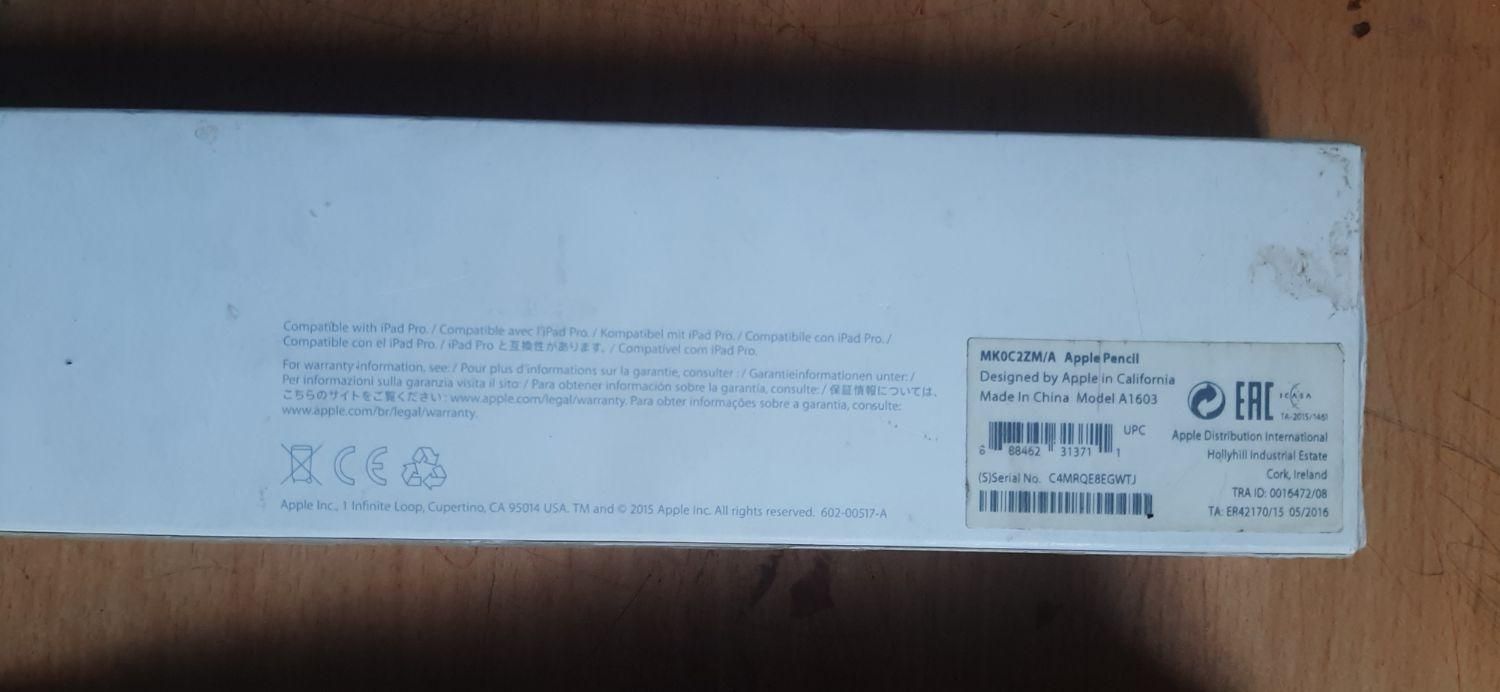 Compatible with iPad Pro. / Compatible avec l'iPad Pro. / Kompatibel mit iPad Pro. / Compatibile con iPad Pro. /
Compatible con el iPad Pro. / iPad Pro と互換性があります。 / Compatível com iPad Pro.
For warranty information, see: / Pour plus d'informations sur la garantie, consulter : / Garantieinformationen unter: /
Per informazioni sulla garanzia visita il sito: / Para obtener información sobre la garantía, consulte: / 保証情報については、
こちらのサイトをご覧ください: www.apple.com/legal/warranty. Para obter informações sobre a garantia, consulte:
www.apple.com/br/legal/warranty.
CE
Apple Inc., 1 Infinite Loop, Cupertino, CA 95014 USA. TM and © 2015 Apple Inc. All rights reserved. 602-00517-A
MK0C2ZM/A Apple Pencil
Designed by Apple in California
Made in China Model A1603
EAC
ICASA
TA-2015/1461
UPC
6 88462 31371 1
(S)Serial No. C4MRQE8EGWTJ
Apple Distribution International
Hollyhill Industrial Estate
Cork, Ireland
TRA ID: 0016472/08
TA: ER42170/15 05/2016